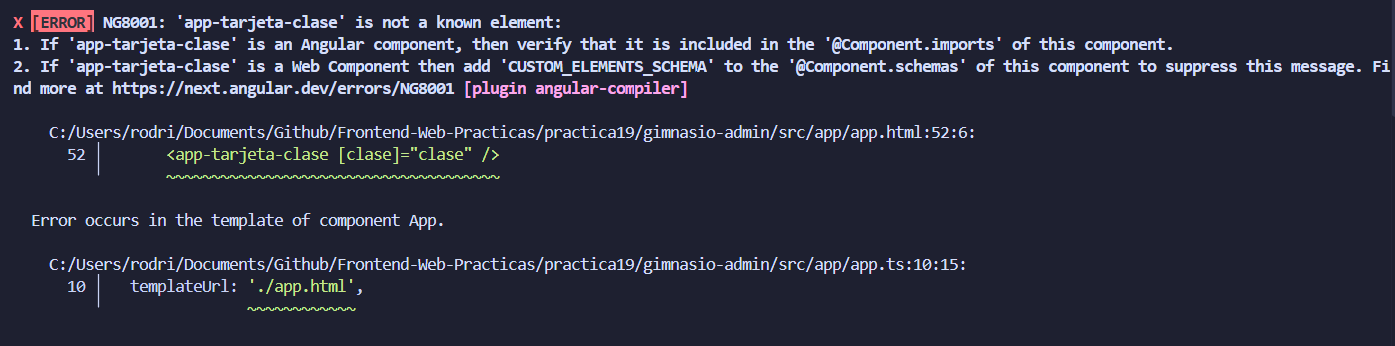 X [ERROR] NG8001: 'app-tarjeta-clase' is not a known element:
1. If 'app-tarjeta-clase' is an Angular component, then verify that it is included in the '@Component.imports' of this component.
2. If 'app-tarjeta-clase' is a Web Component then add 'CUSTOM_ELEMENTS_SCHEMA' to the '@Component.schemas' of this component to suppress this message. Fi
nd more at https://next.angular.dev/errors/NG8001 [plugin angular-compiler]
C:/Users/rodri/Documents/Github/Frontend-Web-Practicas/practica19/gimnasio-admin/src/app/app.html:52:6:
52 │ <app-tarjeta-clase [clase]="clase" />
Error occurs in the template of component App.
C:/Users/rodri/Documents/Github/Frontend-Web-Practicas/practica19/gimnasio-admin/src/app/app.ts:10:15:
10 │ templateUrl: './app.html',